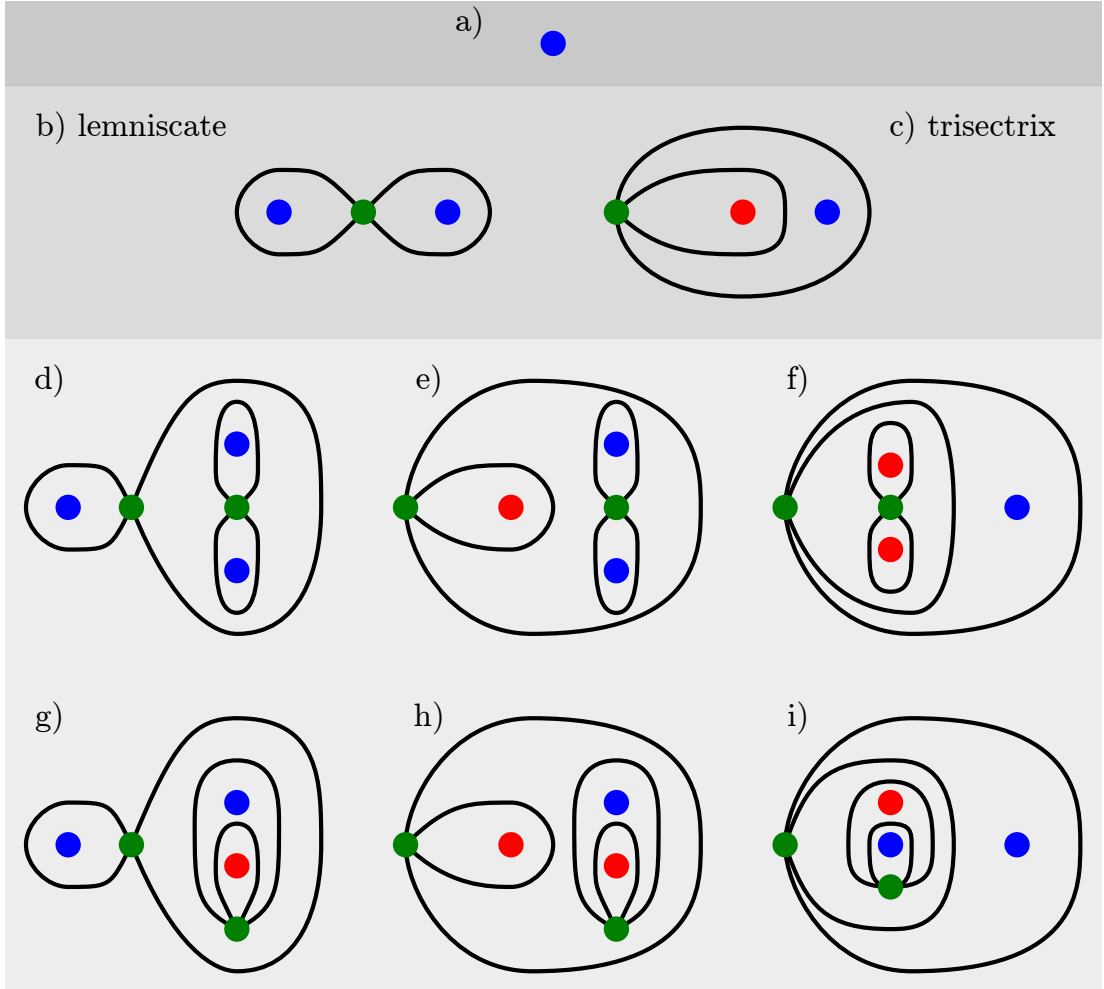 a)
b) lemniscate
c) trisectrix
d)
e)
f)
g)
h)
i)